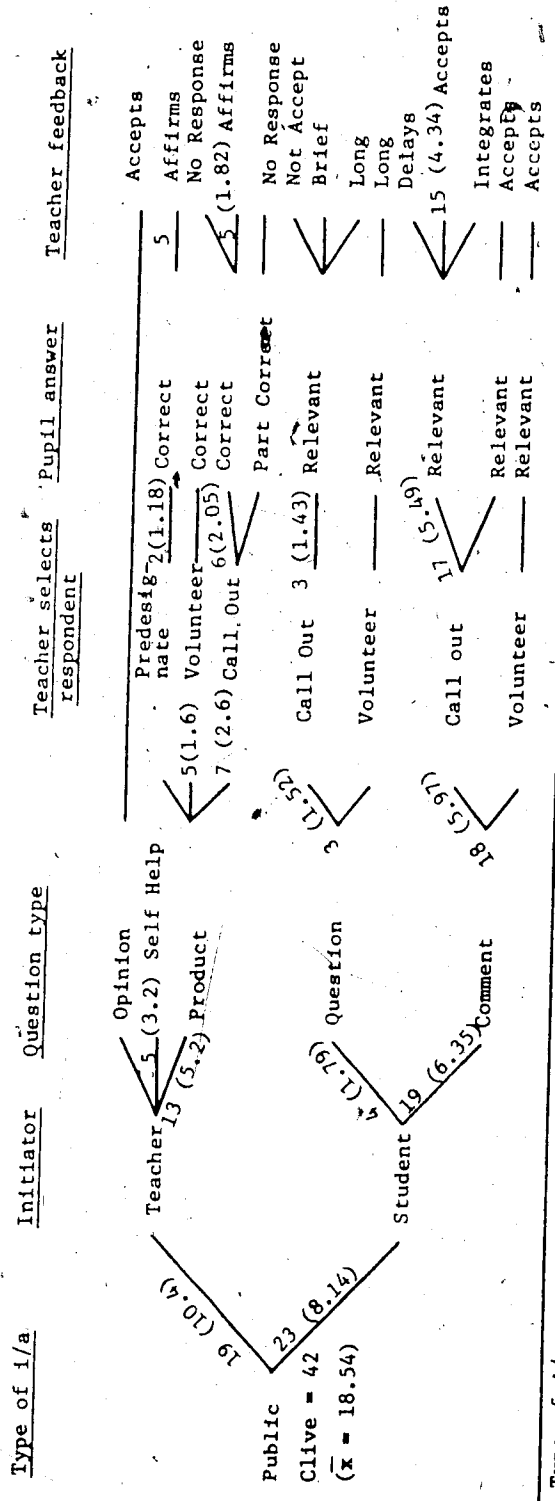 Type of i/a Initiator Question type Teacher selects respondent Pupil answer Teacher feedback
Opinion Accepts
Predesig-
Teacher 5 (3.2) Self Help nate 2(1.18) Correct 5 Affirms
13 (5.2) Product 5(1.6) Volunteer Correct No Response
19 (10.4) 7 (2.6) Call Out 6(2.05) Correct 5 (1.82) Affirms
Public Part Correct No Response
Clive = 42 23 (8.14) Call Out 3 (1.43) Relevant Not Accept
4 (1.79) Question 3 (1.52) Brief
(x̄ = 18.54) Volunteer Relevant Long
Long
Student Delays
19 (6.35) Call out 17 (5.49) Relevant 15 (4.34) Accepts
Comment 18 (5.97) Relevant Integrates
Accepts
Volunteer Relevant Accepts